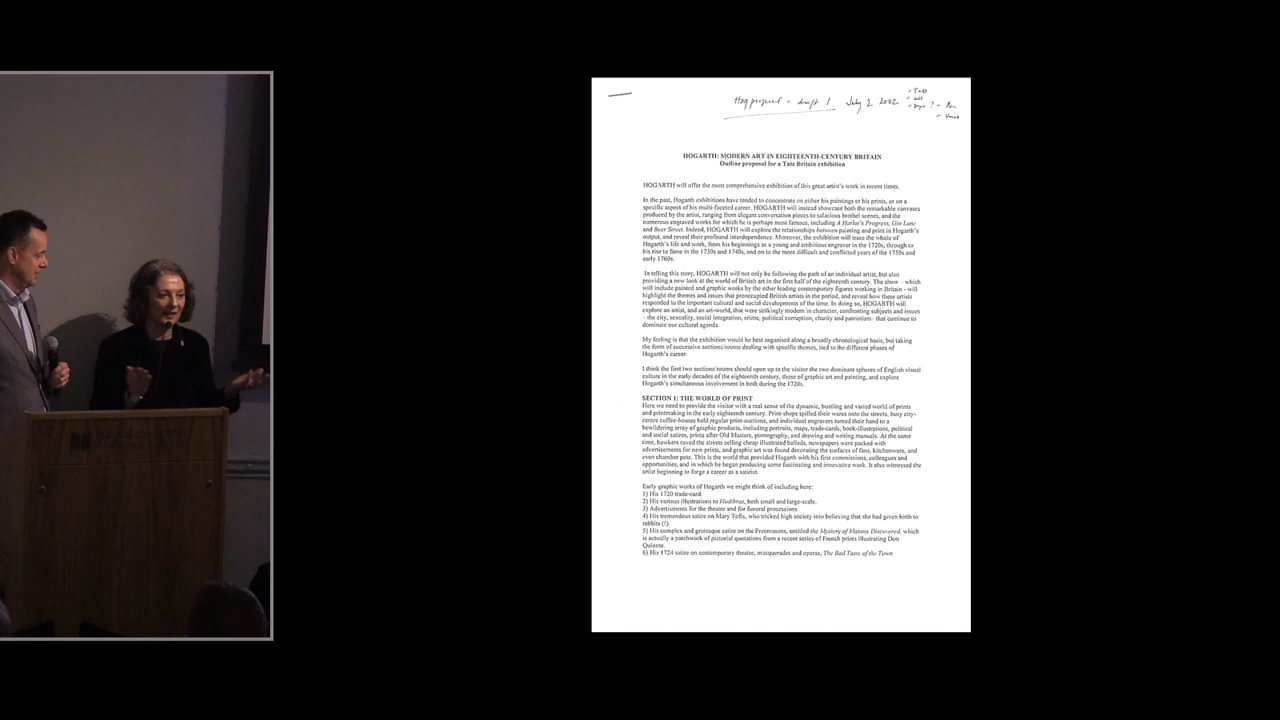 Hog proposal - draft 1 July 2 2002
HOGARTH: MODERN ART IN EIGHTEENTH-CENTURY BRITAIN
Outline proposal for a Tate Britain exhibition
HOGARTH will offer the most comprehensive exhibition of this great artist's work in recent times.
In the past, Hogarth exhibitions have tended to concentrate on either his paintings or his prints, or on a
specific aspect of his multi-faceted career. HOGARTH will instead showcase both the remarkable canvases
produced by the artist, ranging from elegant conversation pieces to salacious brothel scenes, and the
numerous engraved works for which he is perhaps most famous, including A Harlot's Progress, Gin Lane
and Beer Street. Indeed, HOGARTH will explore the relationships between painting and print in Hogarth's
output, and reveal their profound interdependence. Moreover, the exhibition will trace the whole of
Hogarth's life and work, from his beginnings as a young and ambitious engraver in the 1720s, through to
his rise to fame in the 1730s and 1740s, and on to the more difficult and conflicted years of the 1750s and
early 1760s.
In telling this story, HOGARTH will not only be following the path of an individual artist, but also
providing a new look at the world of British art in the first half of the eighteenth century. The show - which
will include painted and graphic works by the other leading contemporary figures working in Britain - will
highlight the themes and issues that preoccupied British artists in the period, and reveal how these artists
responded to the important cultural and social developments of the time. In doing so, HOGARTH will
explore an artist, and an art-world, that were strikingly modern in character, confronting subjects and issues
- the city, sexuality, social integration, crime, political corruption, charity and patriotism - that continue to
dominate our cultural agenda.
My feeling is that the exhibition would be best organised along a broadly chronological basis, but taking
the form of successive sections/rooms dealing with specific themes, tied to the different phases of
Hogarth's career.
I think the first two sections/rooms should open up to the visitor the two dominant spheres of English visual
culture in the early decades of the eighteenth century, those of graphic art and painting, and explore
Hogarth's simultaneous involvement in both during the 1720s.
SECTION 1: THE WORLD OF PRINT
Here we need to provide the visitor with a real sense of the dynamic, bustling and varied world of prints
and printmaking in the early eighteenth century. Print shops spilled their wares onto the streets, busy city-
centre coffee-houses held regular print-auctions, and individual engravers turned their hand to a
bewildering array of graphic products, including portraits, maps, trade-cards, book-illustrations, political
and social satires, prints after Old Masters, pornography, and drawing and writing manuals. At the same
time, hawkers roved the streets selling cheap illustrated ballads, newspapers were packed with
advertisements for new prints, and graphic art was found decorating the surfaces of fans, kitchenware, and
even chamber pots. This is the world that provided Hogarth with his first commissions, colleagues and
opportunities, and in which he began producing some fascinating and innovative work. It also witnessed the
artist beginning to forge a career as a satirist.
Early graphic works of Hogarth we might think of including here:
1) His 1720 trade-card.
2) His various illustrations to Hudibras, both small and large-scale.
3) Advertisments for the theatre and for funeral processions
4) His tremendous satire on Mary Tofts, who tricked high society into believing that she had given birth to
rabbits (!).
5) His complex and grotesque satire on the Freemasons, entitled the Mystery of Masons Discovered, which
is actually a patchwork of pictorial quotations from a recent series of French prints illustrating Don
Quixote.
6) His 1724 satire on contemporary theatre, masquerades and operas, The Bad Taste of the Town